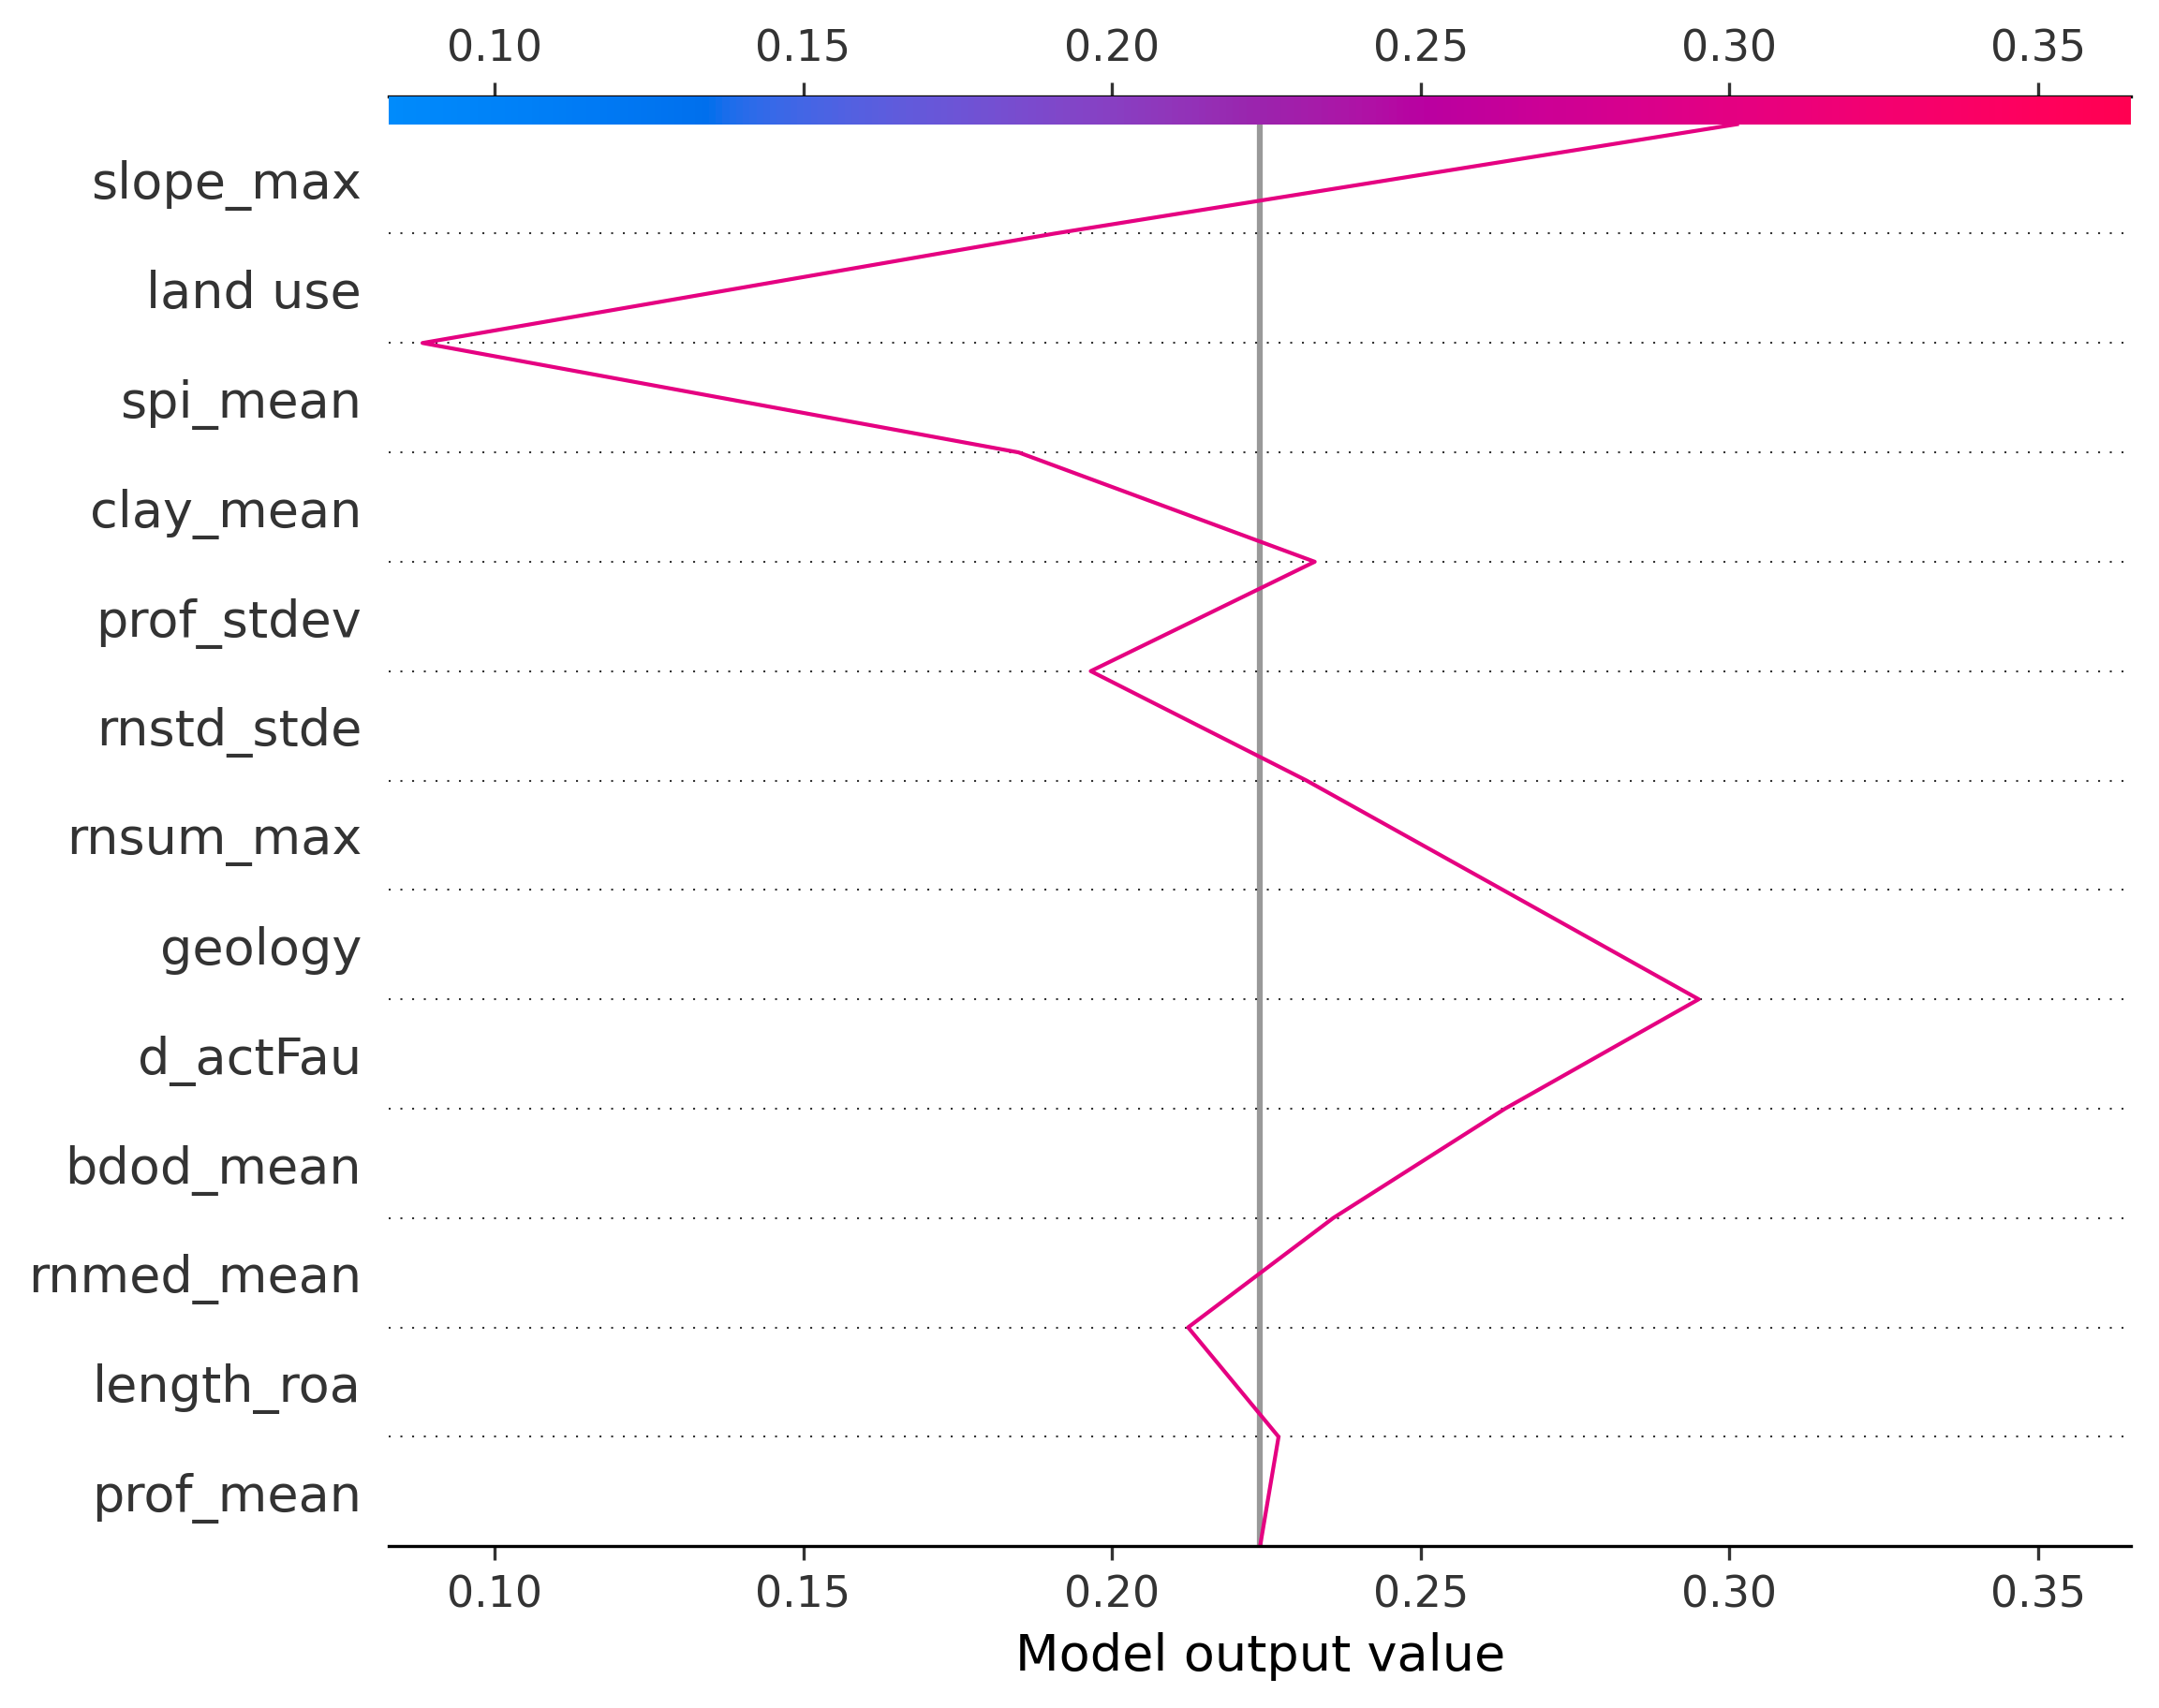 0.10 0.15 0.20 0.25 0.30 0.35
slope_max
land use
spi_mean
clay_mean
prof_stdev
rnstd_stde
rnsum_max
geology
d_actFau
bdod_mean
rnmed_mean
length_roa
prof_mean
0.10 0.15 0.20 0.25 0.30 0.35
Model output value